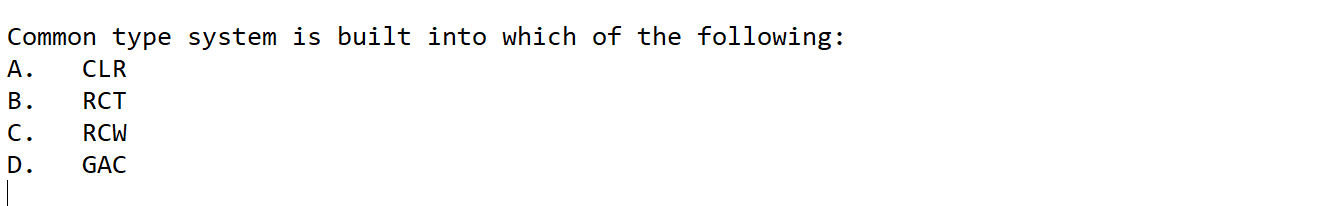 Common type system is built into which of the following:
A. CLR
B. RCT
C. RCW
D. GAC